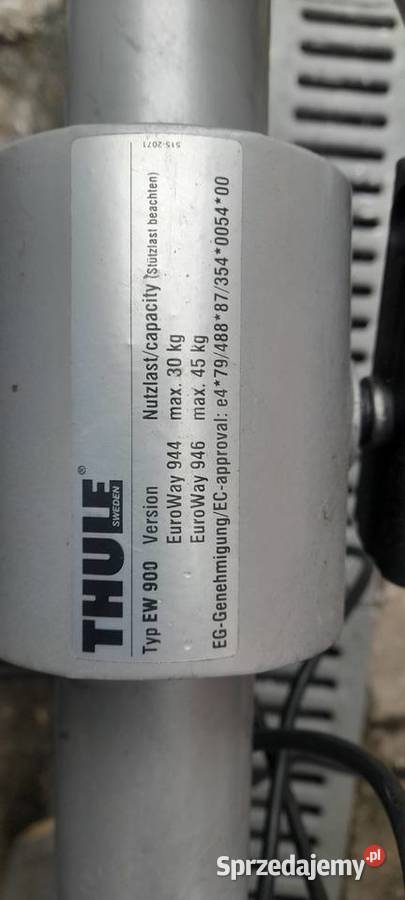 515-2071
THULE®
SWEDEN
Typ EW 900 Version Nutzlast/capacity (Stützlast beachten)
EuroWay 944 max. 30 kg
EuroWay 946 max. 45 kg
EG-Genehmigung/EC-approval: e4*79/488*87/354*0054*00
Sprzedajemy.pl